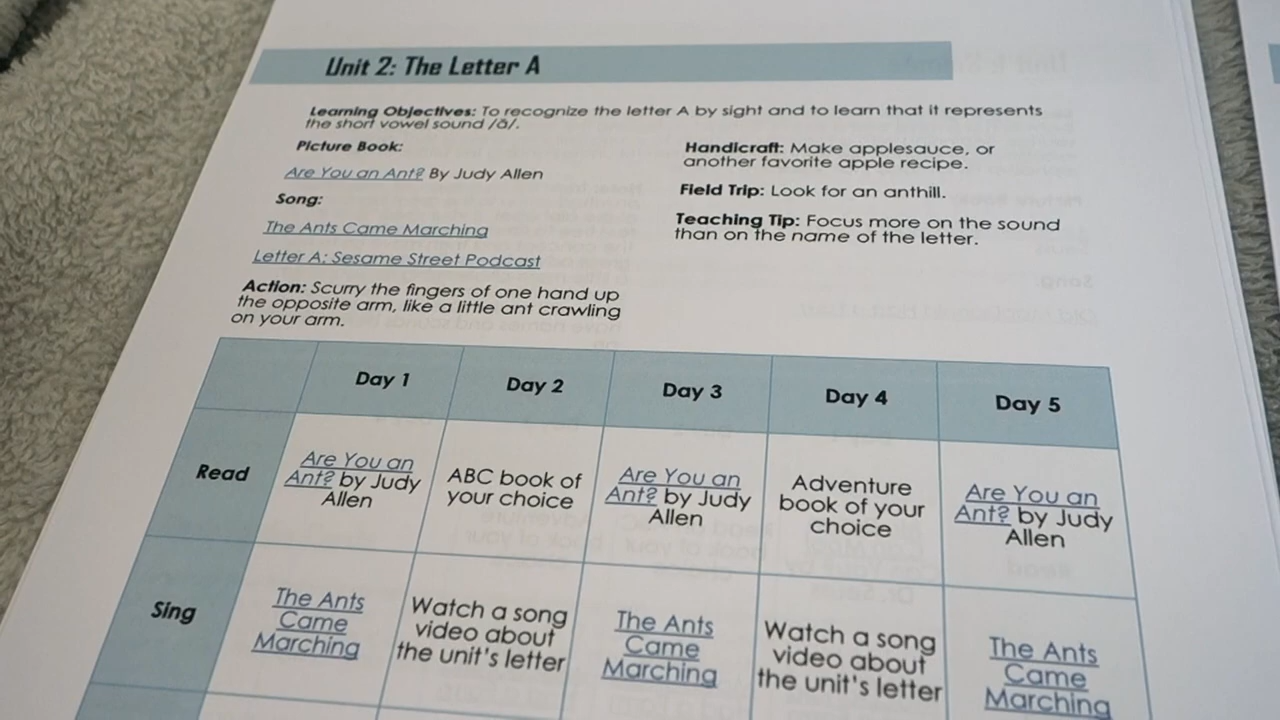 Unit 2: The Letter A
Learning Objectives: To recognize the letter A by sight and to learn that it represents
the short vowel sound /ă/.
Picture Book:
Are You an Ant? By Judy Allen
Song:
The Ants Came Marching
Letter A: Sesame Street Podcast
Action: Scurry the fingers of one hand up
the opposite arm, like a little ant crawling
on your arm.
Handicraft: Make applesauce, or
another favorite apple recipe.
Field Trip: Look for an anthill.
Teaching Tip: Focus more on the sound
than on the name of the letter.
Day 1
Day 2
Day 3
Day 4
Day 5
Read
Are You an
Ant? by Judy
Allen
ABC book of
your choice
Are You an
Ant? by Judy
Allen
Adventure
book of your
choice
Are You an
Ant? by Judy
Allen
Sing
The Ants
Came
Marching
Watch a song
video about
the unit's letter
The Ants
Came
Marching
Watch a song
video about
the unit's letter
The Ants
Came
Marching